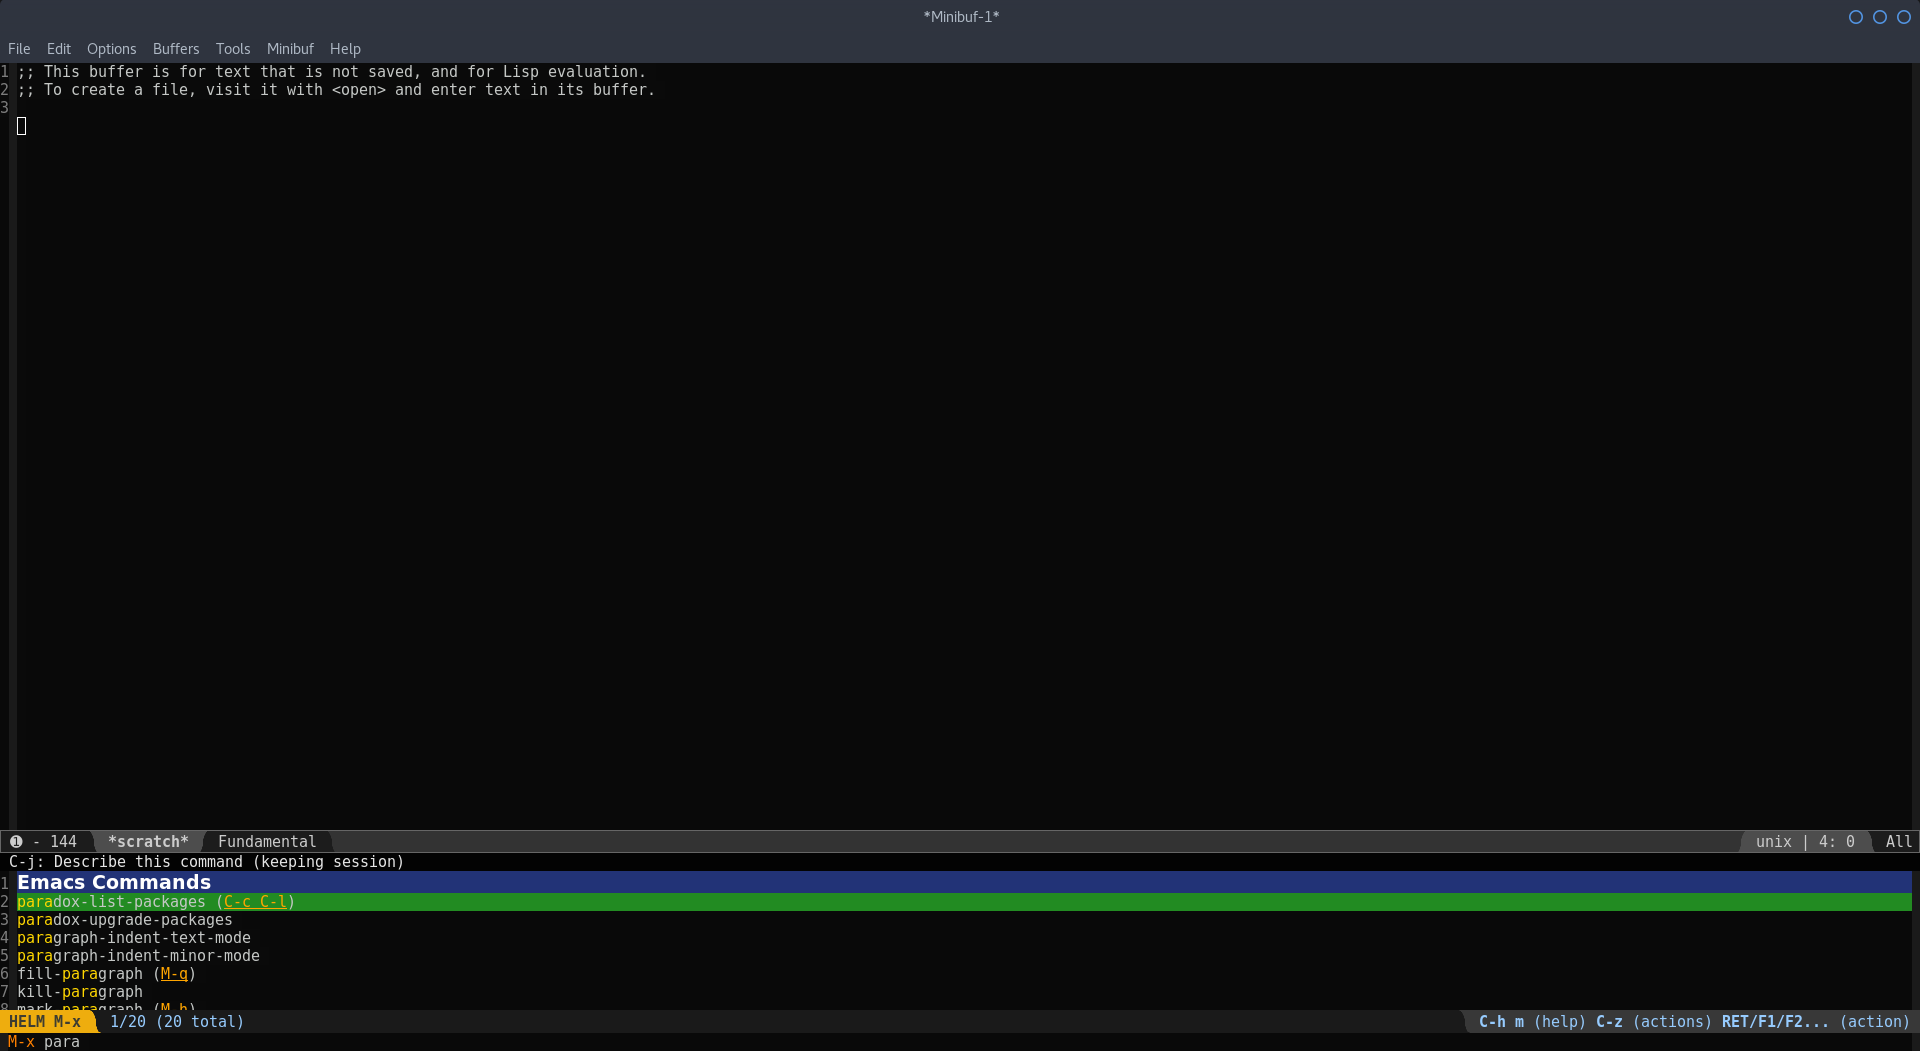 *Minibuf-1*
File Edit Options Buffers Tools Minibuf Help
1 ;; This buffer is for text that is not saved, and for Lisp evaluation.
2 ;; To create a file, visit it with <open> and enter text in its buffer.
3
❶ - 144 *scratch* Fundamental unix | 4: 0 All
C-j: Describe this command (keeping session)
1 Emacs Commands
2 paradox-list-packages (C-c C-l)
3 paradox-upgrade-packages
4 paragraph-indent-text-mode
5 paragraph-indent-minor-mode
6 fill-paragraph (M-q)
7 kill-paragraph
8 mark-paragraph (M-h)
HELM M-x 1/20 (20 total) C-h m (help) C-z (actions) RET/F1/F2... (action)
M-x para